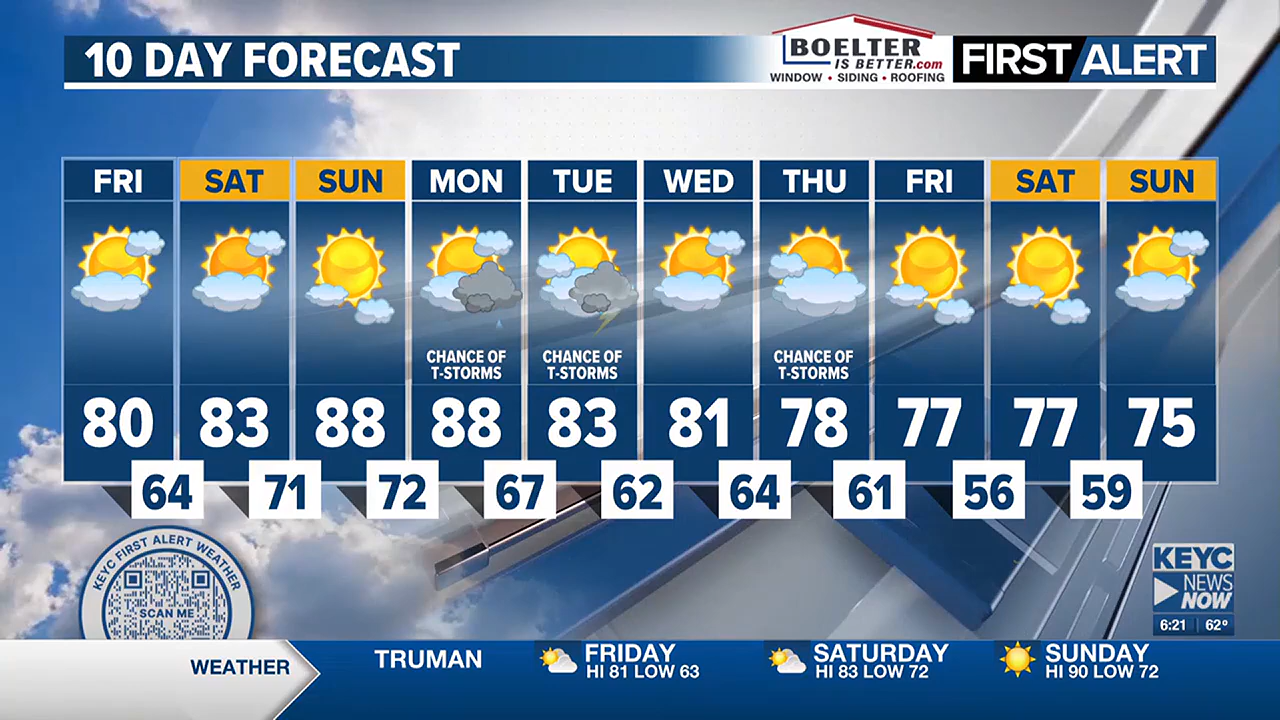 10 DAY FORECAST
BOELTER
IS BETTER.com
WINDOW • SIDING • ROOFING
FIRST ALERT
FRI SAT SUN MON TUE WED THU FRI SAT SUN
CHANCE OF T-STORMS
CHANCE OF T-STORMS
CHANCE OF T-STORMS
80 83 88 88 83 81 78 77 77 75
64 71 72 67 62 64 61 56 59
KEYC FIRST ALERT WEATHER
SCAN ME
KEYC
NEWS
NOW
6:21 62º
WEATHER
TRUMAN
FRIDAY
HI 81 LOW 63
SATURDAY
HI 83 LOW 72
SUNDAY
HI 90 LOW 72